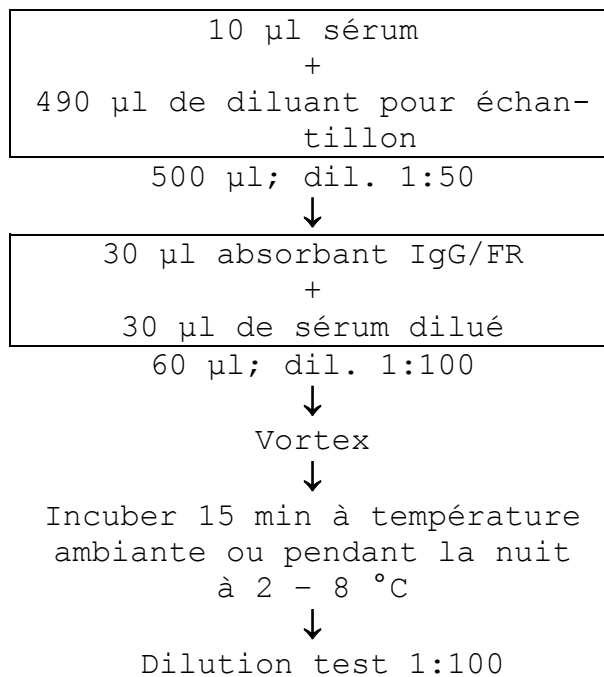 10 µl sérum
+
490 µl de diluant pour échan-
tillon
500 µl; dil. 1:50
↓
30 µl absorbant IgG/FR
+
30 µl de sérum dilué
60 µl; dil. 1:100
↓
Vortex
↓
Incuber 15 min à température
ambiante ou pendant la nuit
à 2 – 8 °C
↓
Dilution test 1:100